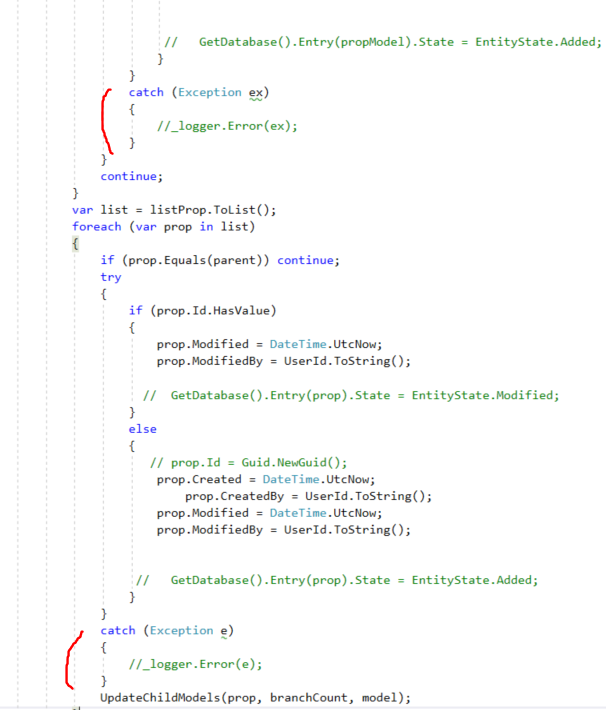 //   GetDatabase().Entry(propModel).State = EntityState.Added;
}
}
catch (Exception ex)
{
//_logger.Error(ex);
}
}
continue;
}
var list = listProp.ToList();
foreach (var prop in list)
{
if (prop.Equals(parent)) continue;
try
{
if (prop.Id.HasValue)
{
prop.Modified = DateTime.UtcNow;
prop.ModifiedBy = UserId.ToString();
//  GetDatabase().Entry(prop).State = EntityState.Modified;
}
else
{
// prop.Id = Guid.NewGuid();
prop.Created = DateTime.UtcNow;
prop.CreatedBy = UserId.ToString();
prop.Modified = DateTime.UtcNow;
prop.ModifiedBy = UserId.ToString();
//   GetDatabase().Entry(prop).State = EntityState.Added;
}
}
catch (Exception e)
{
//_logger.Error(e);
}
UpdateChildModels(prop, branchCount, model);